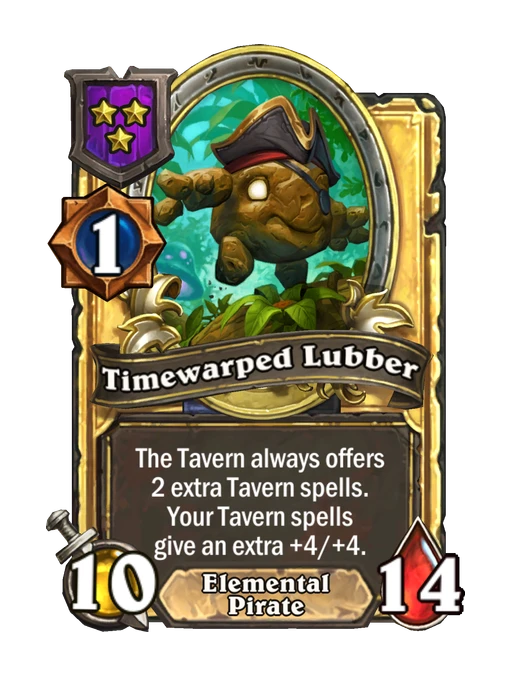 1
Timewarped Lubber
The Tavern always offers
2 extra Tavern spells.
Your Tavern spells
give an extra +4/+4.
10
Elemental
Pirate
14